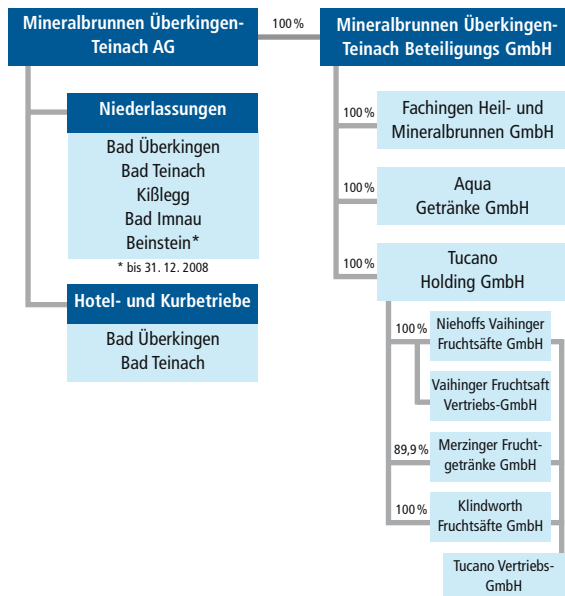 Mineralbrunnen Überkingen-
Teinach AG
100 %
Mineralbrunnen Überkingen-
Teinach Beteiligungs GmbH
Niederlassungen
Bad Überkingen
Bad Teinach
Kißlegg
Bad Imnau
Beinstein*
* bis 31. 12. 2008
Hotel- und Kurbetriebe
Bad Überkingen
Bad Teinach
100 %
Fachingen Heil- und
Mineralbrunnen GmbH
100 %
Aqua
Getränke GmbH
100 %
Tucano
Holding GmbH
100 %
Niehoffs Vaihinger
Fruchtsäfte GmbH
Vaihinger Fruchtsaft
Vertriebs-GmbH
89,9 %
Merzinger Frucht-
getränke GmbH
100 %
Klindworth
Fruchtsäfte GmbH
Tucano Vertriebs-
GmbH